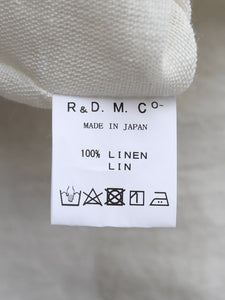 R & D. M. Co-
MADE IN JAPAN
100% LINEN
LIN